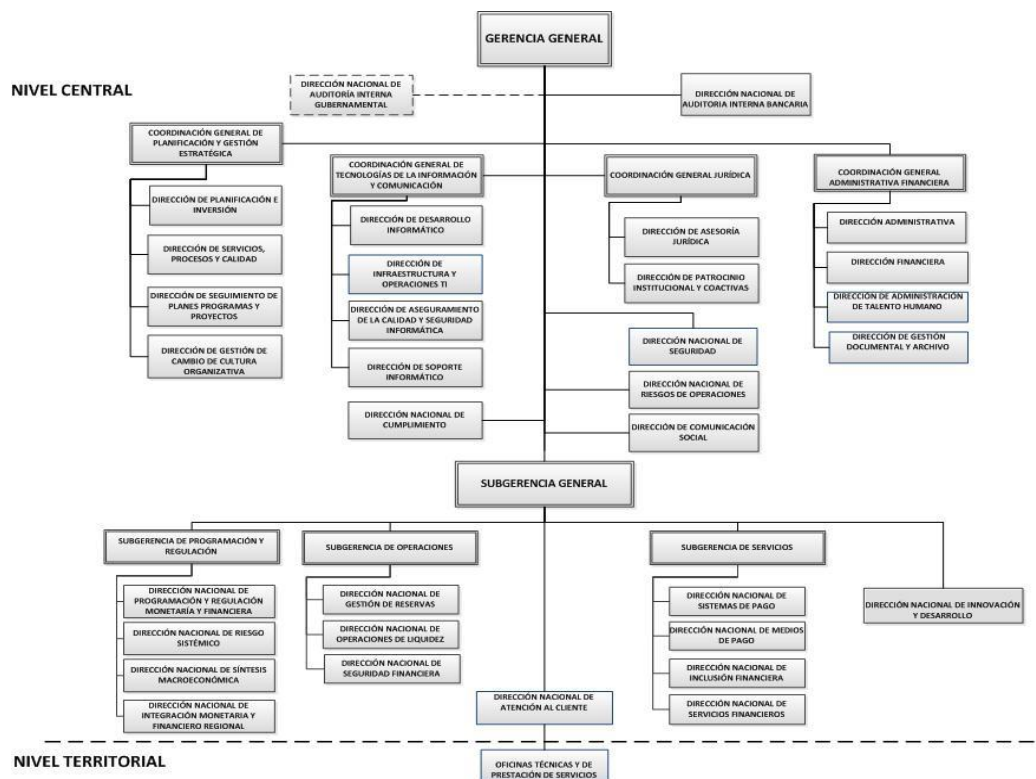 GERENCIA GENERAL
NIVEL CENTRAL
DIRECCIÓN NACIONAL DE
AUDITORÍA INTERNA
GUBERNAMENTAL
DIRECCIÓN NACIONAL DE
AUDITORIA INTERNA BANCARIA
COORDINACIÓN GENERAL DE
PLANIFICACIÓN Y GESTIÓN
ESTRATÉGICA
DIRECCIÓN DE PLANIFICACIÓN E
INVERSIÓN
DIRECCIÓN DE SERVICIOS,
PROCESOS Y CALIDAD
DIRECCIÓN DE SEGUIMIENTO DE
PLANES PROGRAMAS Y
PROYECTOS
DIRECCIÓN DE GESTIÓN DE
CAMBIO DE CULTURA
ORGANIZATIVA
COORDINACIÓN GENERAL DE
TECNOLOGÍAS DE LA INFORMACIÓN
Y COMUNICACIÓN
DIRECCIÓN DE DESARROLLO
INFORMÁTICO
DIRECCIÓN DE
INFRAESTRUCTURA Y
OPERACIONES TI
DIRECCIÓN DE ASEGURAMIENTO
DE LA CALIDAD Y SEGURIDAD
INFORMÁTICA
DIRECCIÓN DE SOPORTE
INFORMÁTICO
DIRECCIÓN NACIONAL DE
CUMPLIMIENTO
COORDINACIÓN GENERAL JURÍDICA
DIRECCIÓN DE ASESORÍA
JURÍDICA
DIRECCIÓN DE PATROCINIO
INSTITUCIONAL Y COACTIVAS
DIRECCIÓN NACIONAL DE
SEGURIDAD
DIRECCIÓN NACIONAL DE
RIESGOS DE OPERACIONES
DIRECCIÓN DE COMUNICACIÓN
SOCIAL
COORDINACIÓN GENERAL
ADMINISTRATIVA FINANCIERA
DIRECCIÓN ADMINISTRATIVA
DIRECCIÓN FINANCIERA
DIRECCIÓN DE ADMINISTRACIÓN
DE TALENTO HUMANO
DIRECCIÓN DE GESTIÓN
DOCUMENTAL Y ARCHIVO
SUBGERENCIA GENERAL
SUBGERENCIA DE PROGRAMACIÓN Y
REGULACIÓN
DIRECCIÓN NACIONAL DE
PROGRAMACIÓN Y REGULACIÓN
MONETARÍA Y FINANCIERA
DIRECCIÓN NACIONAL DE RIESGO
SISTÉMICO
DIRECCIÓN NACIONAL DE SÍNTESIS
MACROECONÓMICA
DIRECCIÓN NACIONAL DE
INTEGRACIÓN MONETARIA Y
FINANCIERO REGIONAL
SUBGERENCIA DE OPERACIONES
DIRECCIÓN NACIONAL DE
GESTIÓN DE RESERVAS
DIRECCIÓN NACIONAL DE
OPERACIONES DE LIQUIDEZ
DIRECCIÓN NACIONAL DE
SEGURIDAD FINANCIERA
SUBGERENCIA DE SERVICIOS
DIRECCIÓN NACIONAL DE
SISTEMAS DE PAGO
DIRECCIÓN NACIONAL DE MEDIOS
DE PAGO
DIRECCIÓN NACIONAL DE
INCLUSIÓN FINANCIERA
DIRECCIÓN NACIONAL DE
SERVICIOS FINANCIEROS
DIRECCIÓN NACIONAL DE INNOVACIÓN
Y DESARROLLO
DIRECCIÓN NACIONAL DE
ATENCIÓN AL CLIENTE
NIVEL TERRITORIAL
OFICINAS TÉCNICAS Y DE
PRESTACIÓN DE SERVICIOS